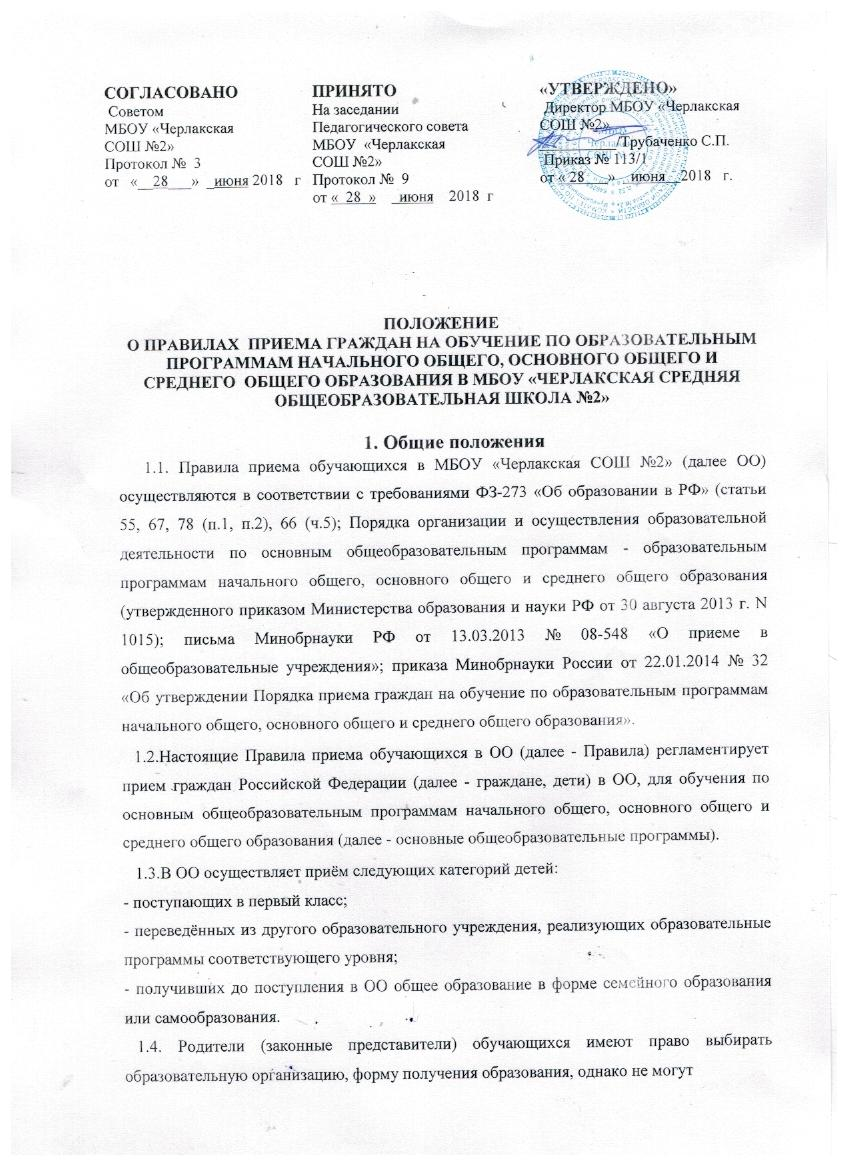 СОГЛАСОВАНО
Советом
МБОУ «Черлакская
СОШ №2»
Протокол № 3
от «__28___» _июня 2018 г
ПРИНЯТО
На заседании
Педагогического совета
МБОУ «Черлакская
СОШ №2»
Протокол № 9
от « 28 » _июня 2018 г
«УТВЕРЖДЕНО»
Директор МБОУ «Черлакская
СОШ №2»
/Трубаченко С.П.
Приказ № 113/1
от « 28___» _июня__2018 г.
ПОЛОЖЕНИЕ
О ПРАВИЛАХ ПРИЕМА ГРАЖДАН НА ОБУЧЕНИЕ ПО ОБРАЗОВАТЕЛЬНЫМ
ПРОГРАММАМ НАЧАЛЬНОГО ОБЩЕГО, ОСНОВНОГО ОБЩЕГО И
СРЕДНЕГО ОБЩЕГО ОБРАЗОВАНИЯ В МБОУ «ЧЕРЛАКСКАЯ СРЕДНЯЯ
ОБЩЕОБРАЗОВАТЕЛЬНАЯ ШКОЛА №2»
1. Общие положения
1.1. Правила приема обучающихся в МБОУ «Черлакская СОШ №2» (далее ОО)
осуществляются в соответствии с требованиями ФЗ-273 «Об образовании в РФ» (статьи
55, 67, 78 (п.1, п.2), 66 (ч.5); Порядка организации и осуществления образовательной
деятельности по основным общеобразовательным программам - образовательным
программам начального общего, основного общего и среднего общего образования
(утвержденного приказом Министерства образования и науки РФ от 30 августа 2013 г. N
1015); письма Минобрнауки РФ от 13.03.2013 № 08-548 «О приеме в
общеобразовательные учреждения»; приказа Минобрнауки России от 22.01.2014 № 32
«Об утверждении Порядка приема граждан на обучение по образовательным программам
начального общего, основного общего и среднего общего образования».
1.2.Настоящие Правила приема обучающихся в ОО (далее - Правила) регламентирует
прием граждан Российской Федерации (далее - граждане, дети) в ОО, для обучения по
основным общеобразовательным программам начального общего, основного общего и
среднего общего образования (далее - основные общеобразовательные программы).
1.3.В ОО осуществляет приём следующих категорий детей:
- поступающих в первый класс;
- переведённых из другого образовательного учреждения, реализующих образовательные
программы соответствующего уровня;
- получивших до поступления в ОО общее образование в форме семейного образования
или самообразования.
1.4. Родители (законные представители) обучающихся имеют право выбирать
образовательную организацию, форму получения образования, однако не могут